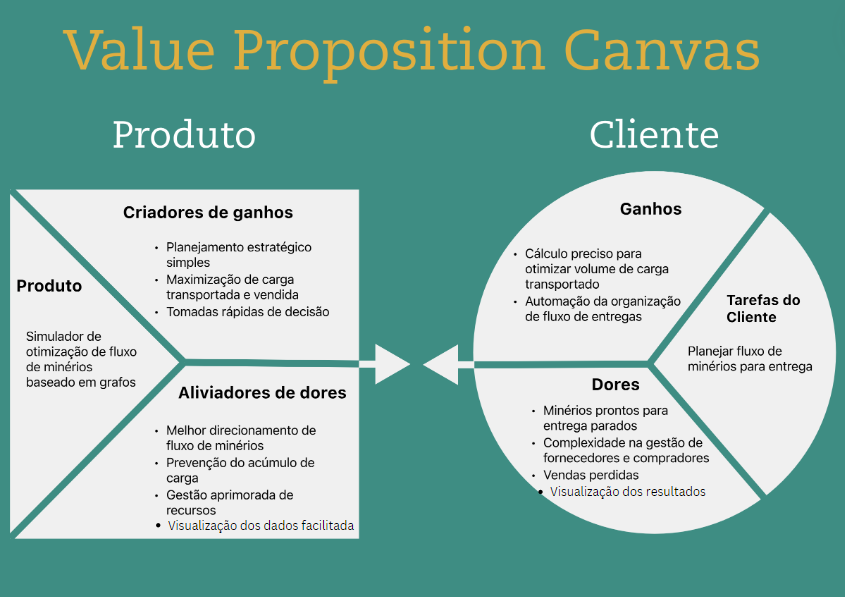 Value Proposition Canvas
Produto
Criadores de ganhos
• Planejamento estratégico
simples
• Maximização de carga
transportada e vendida
• Tomadas rápidas de decisão
Produto
Simulador de
otimização de fluxo
de minérios
baseado em grafos
Aliviadores de dores
• Melhor direcionamento de
fluxo de minérios
• Prevenção do acúmulo de
carga
• Gestão aprimorada de
recursos
• Visualização dos dados facilitada
Cliente
Ganhos
• Cálculo preciso para
otimizar volume de carga
transportado
• Automação da organização
de fluxo de entregas
Tarefas do
Cliente
Planejar fluxo de
minérios para entrega
Dores
• Minérios prontos para
entrega parados
• Complexidade na gestão de
fornecedores e compradores
• Vendas perdidas
• Visualização dos resultados